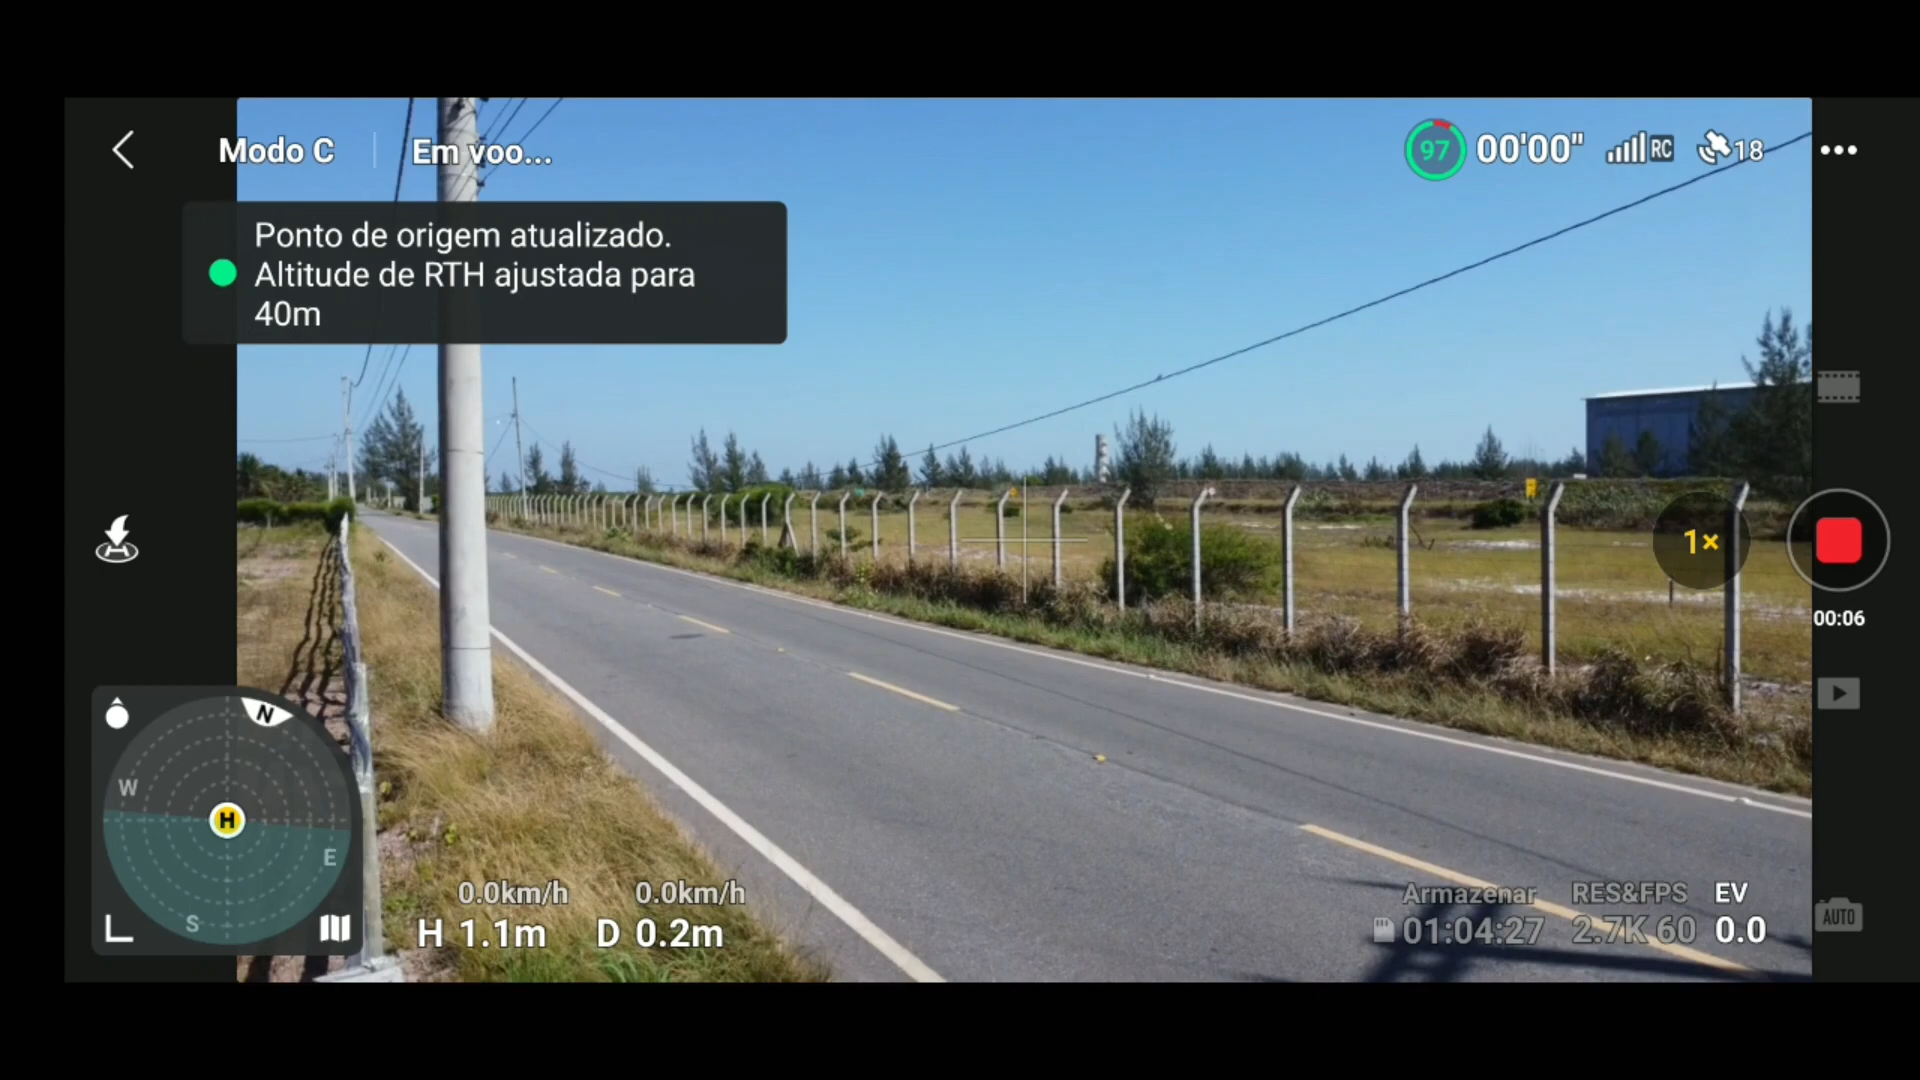 Modo C
Em voo...
97
00'00"
RC
18
Ponto de origem atualizado.
Altitude de RTH ajustada para
40m
1×
00:06
N
W
H
E
S
0.0km/h
0.0km/h
H 1.1m
D 0.2m
Armazenar
RES&FPS
EV
01:04:27
2.7K 60
0.0
AUTO